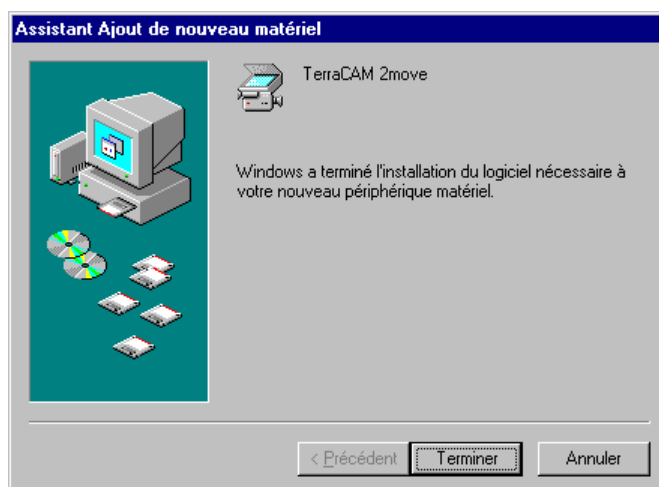 Assistant Ajout de nouveau matériel
TerraCAM 2move
Windows a terminé l'installation du logiciel nécessaire à
votre nouveau périphérique matériel.
< Précédent
Terminer
Annuler